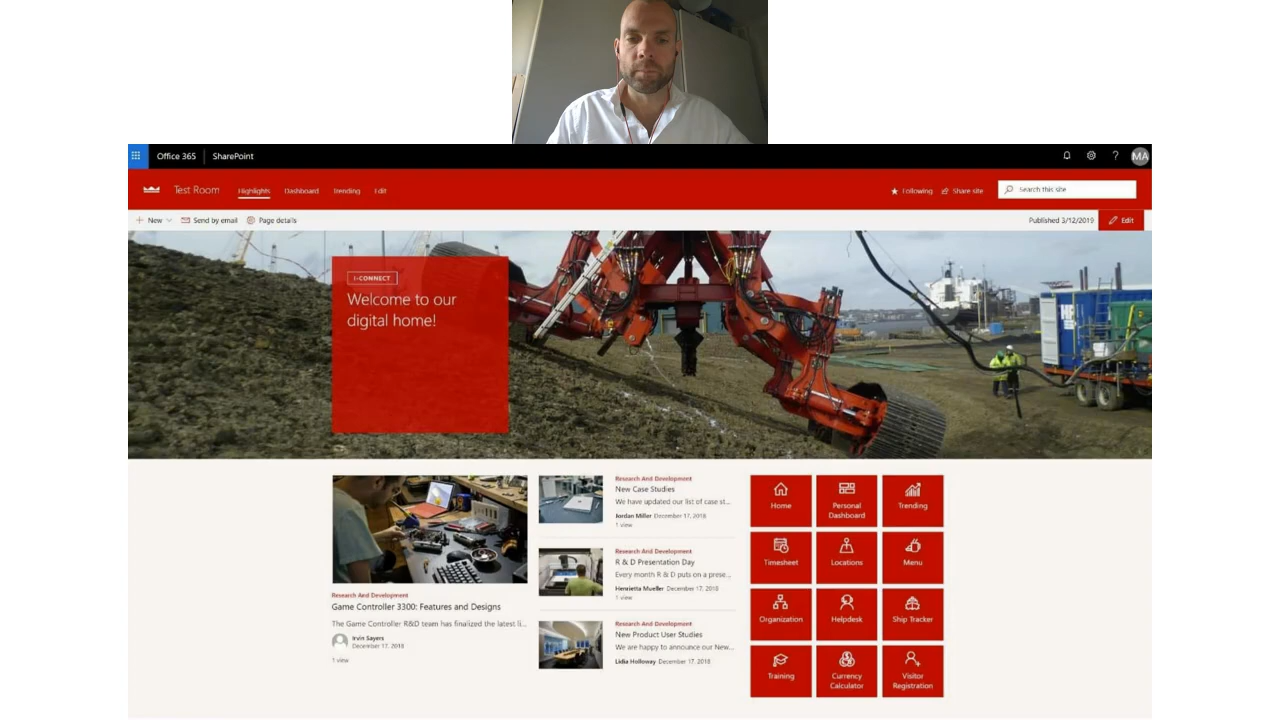 Office 365 SharePoint MA
Test Room Highlights Dashboard Trending Edit Following Share site Search this site
New Send by email Page details Published 3/12/2019 Edit
I-CONNECT
Welcome to our
digital home!
Research And Development
Game Controller 3300: Features and Designs
The Game Controller R&D team has finalized the latest li...
Irvin Sayers
December 17, 2018
1 view
Research And Development
New Case Studies
We have updated our list of case st...
Jordan Miller December 17, 2018
1 view
Research And Development
R & D Presentation Day
Every month R & D puts on a prese...
Henrietta Mueller December 17, 2018
1 view
Research And Development
New Product User Studies
We are happy to announce our New...
Lidia Holloway December 17, 2018
Home
Personal
Dashboard
Trending
Timesheet
Locations
Menu
Organization
Helpdesk
Ship Tracker
Training
Currency
Calculator
Visitor
Registration